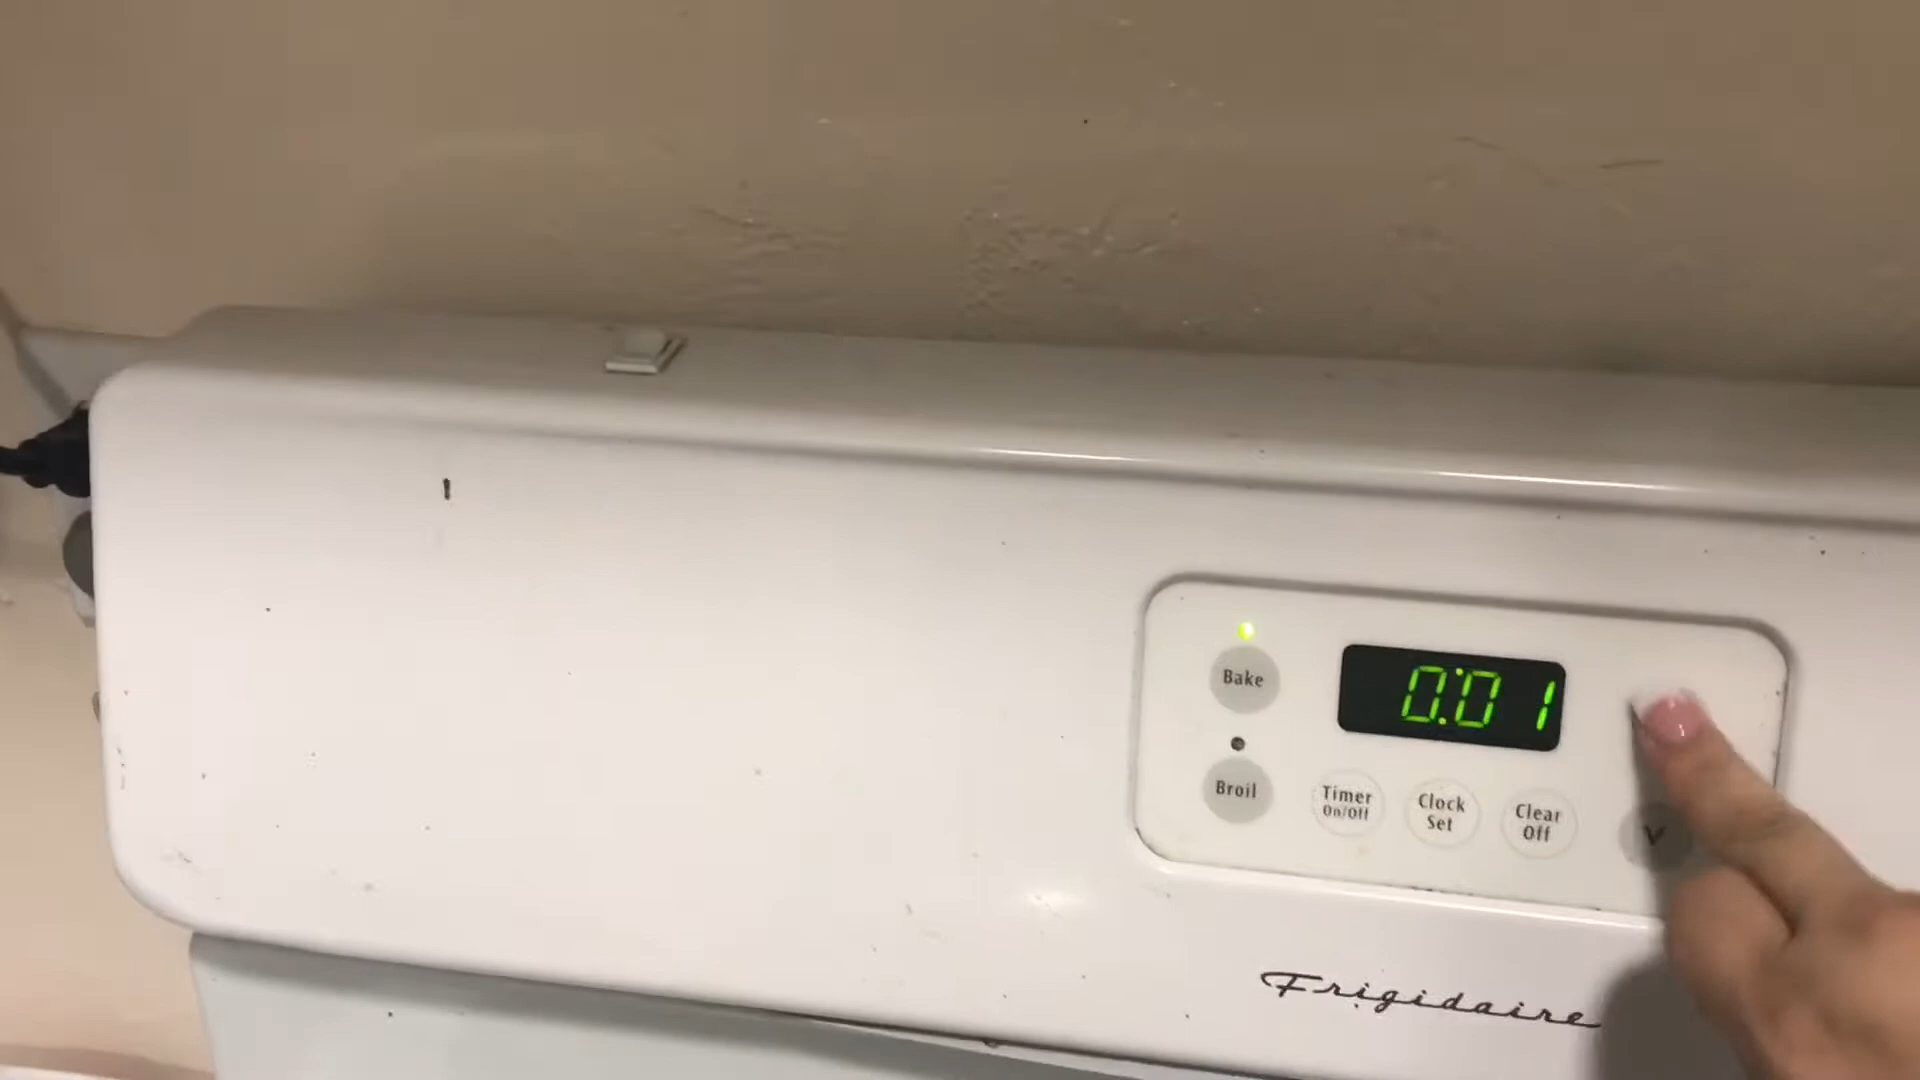 Bake
0:01
Broil
Timer
On/Off
Clock
Set
Clear
Off
Frigidaire